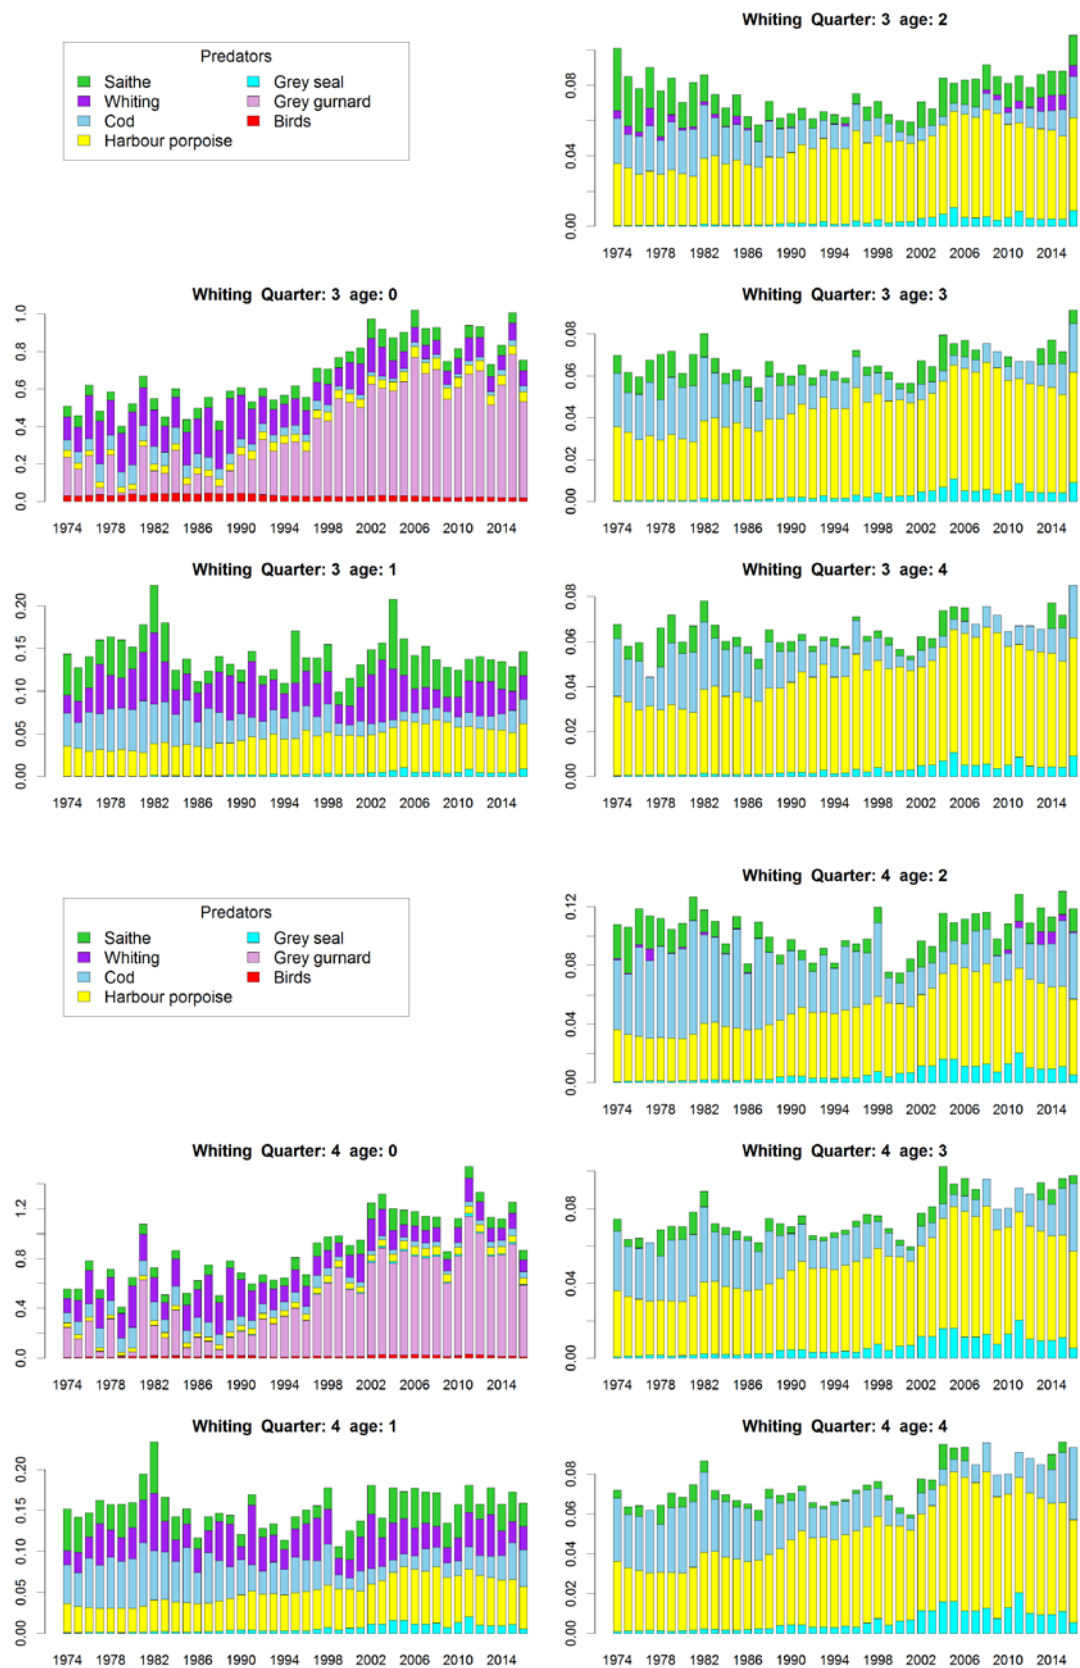 Whiting Quarter: 3 age: 2
Predators
Saithe Grey seal
Whiting Grey gurnard
Cod Birds
Harbour porpoise
0.00 0.04 0.08
1974 1978 1982 1986 1990 1994 1998 2002 2006 2010 2014
Whiting Quarter: 3 age: 0
0.0 0.2 0.4 0.6 0.8 1.0
1974 1978 1982 1986 1990 1994 1998 2002 2006 2010 2014
Whiting Quarter: 3 age: 3
0.00 0.04 0.06 0.08
1974 1978 1982 1986 1990 1994 1998 2002 2006 2010 2014
Whiting Quarter: 3 age: 1
0.00 0.05 0.10 0.15 0.20
1974 1978 1982 1986 1990 1994 1998 2002 2006 2010 2014
Whiting Quarter: 3 age: 4
0.00 0.04 0.06 0.08
1974 1978 1982 1986 1990 1994 1998 2002 2006 2010 2014
Whiting Quarter: 4 age: 2
Predators
Saithe Grey seal
Whiting Grey gurnard
Cod Birds
Harbour porpoise
0.00 0.04 0.08 0.12
1974 1978 1982 1986 1990 1994 1998 2002 2006 2010 2014
Whiting Quarter: 4 age: 0
0.0 0.4 0.8 1.2
1974 1978 1982 1986 1990 1994 1998 2002 2006 2010 2014
Whiting Quarter: 4 age: 3
0.00 0.04 0.08
1974 1978 1982 1986 1990 1994 1998 2002 2006 2010 2014
Whiting Quarter: 4 age: 1
0.00 0.05 0.10 0.15 0.20
1974 1978 1982 1986 1990 1994 1998 2002 2006 2010 2014
Whiting Quarter: 4 age: 4
0.00 0.02 0.04 0.06 0.08
1974 1978 1982 1986 1990 1994 1998 2002 2006 2010 2014